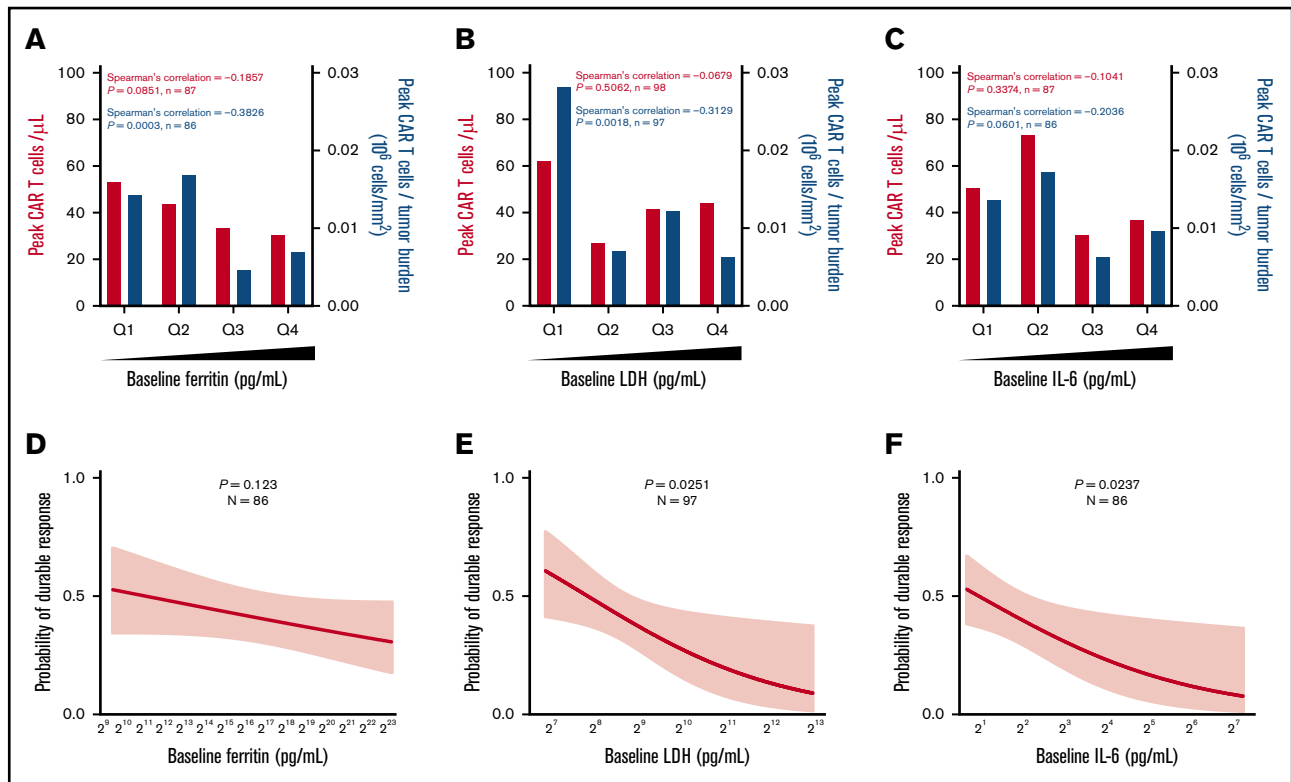 A
Spearman's correlation = −0.1857
P = 0.0851, n = 87
Spearman's correlation = −0.3826
P = 0.0003, n = 86
Peak CAR T cells /μL
100
80
60
40
20
0
0.03
0.02
0.01
0.00
Peak CAR T cells / tumor burden
(10⁶ cells/mm²)
Q1 Q2 Q3 Q4
Baseline ferritin (pg/mL)
B
Spearman's correlation = −0.0679
P = 0.5062, n = 98
Spearman's correlation = −0.3129
P = 0.0018, n = 97
Peak CAR T cells /μL
100
80
60
40
20
0
0.03
0.02
0.01
0.00
Peak CAR T cells / tumor burden
(10⁶ cells/mm²)
Q1 Q2 Q3 Q4
Baseline LDH (pg/mL)
C
Spearman's correlation = −0.1041
P = 0.3374, n = 87
Spearman's correlation = −0.2036
P = 0.0601, n = 86
Peak CAR T cells /μL
100
80
60
40
20
0
0.03
0.02
0.01
0.00
Peak CAR T cells / tumor burden
(10⁶ cells/mm²)
Q1 Q2 Q3 Q4
Baseline IL-6 (pg/mL)
D
P = 0.123
N = 86
Probability of durable response
1.0
0.5
0.0
2⁹ 2¹⁰ 2¹¹ 2¹² 2¹³ 2¹⁴ 2¹⁵ 2¹⁶ 2¹⁷ 2¹⁸ 2¹⁹ 2²⁰ 2²¹ 2²² 2²³
Baseline ferritin (pg/mL)
E
P = 0.0251
N = 97
Probability of durable response
1.0
0.5
0.0
2⁷ 2⁸ 2⁹ 2¹⁰ 2¹¹ 2¹² 2¹³
Baseline LDH (pg/mL)
F
P = 0.0237
N = 86
Probability of durable response
1.0
0.5
0.0
2¹ 2² 2³ 2⁴ 2⁵ 2⁶ 2⁷
Baseline IL-6 (pg/mL)